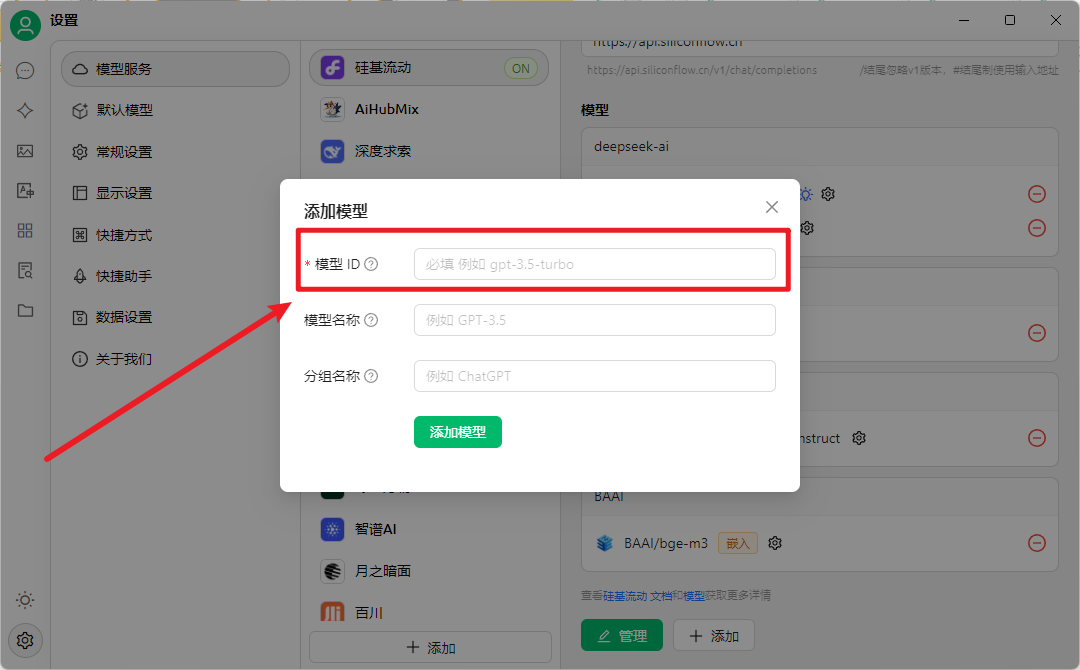 设置
模型服务
默认模型
常规设置
显示设置
快捷方式
快捷助手
数据设置
关于我们
硅基流动
ON
AiHubMix
深度求索
智谱AI
月之暗面
百川
添加
https://api.siliconflow.cn
https://api.siliconflow.cn/v1/chat/completions
/结尾忽略v1版本，#结尾制使用输入地址
模型
deepseek-ai
nstruct
BAAI
BAAI/bge-m3
嵌入
查看硅基流动 文档和模型获取更多详情
管理
添加
添加模型
* 模型 ID
必填 例如 gpt-3.5-turbo
模型名称
例如 GPT-3.5
分组名称
例如 ChatGPT
添加模型